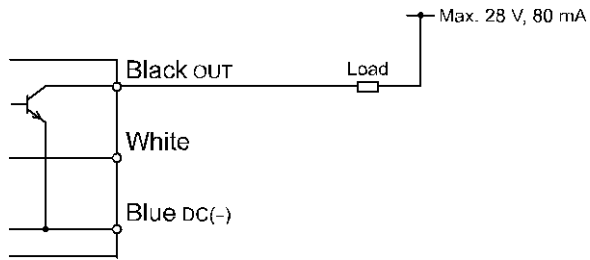 Max. 28 V, 80 mA
Black OUT
Load
White
Blue DC(−)